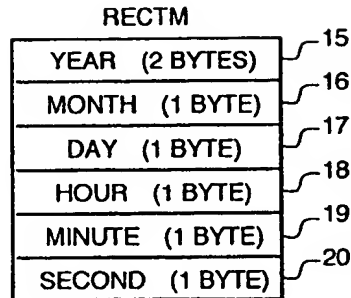 RECTM
YEAR (2 BYTES) 15
MONTH (1 BYTE) 16
DAY (1 BYTE) 17
HOUR (1 BYTE) 18
MINUTE (1 BYTE) 19
SECOND (1 BYTE) 20